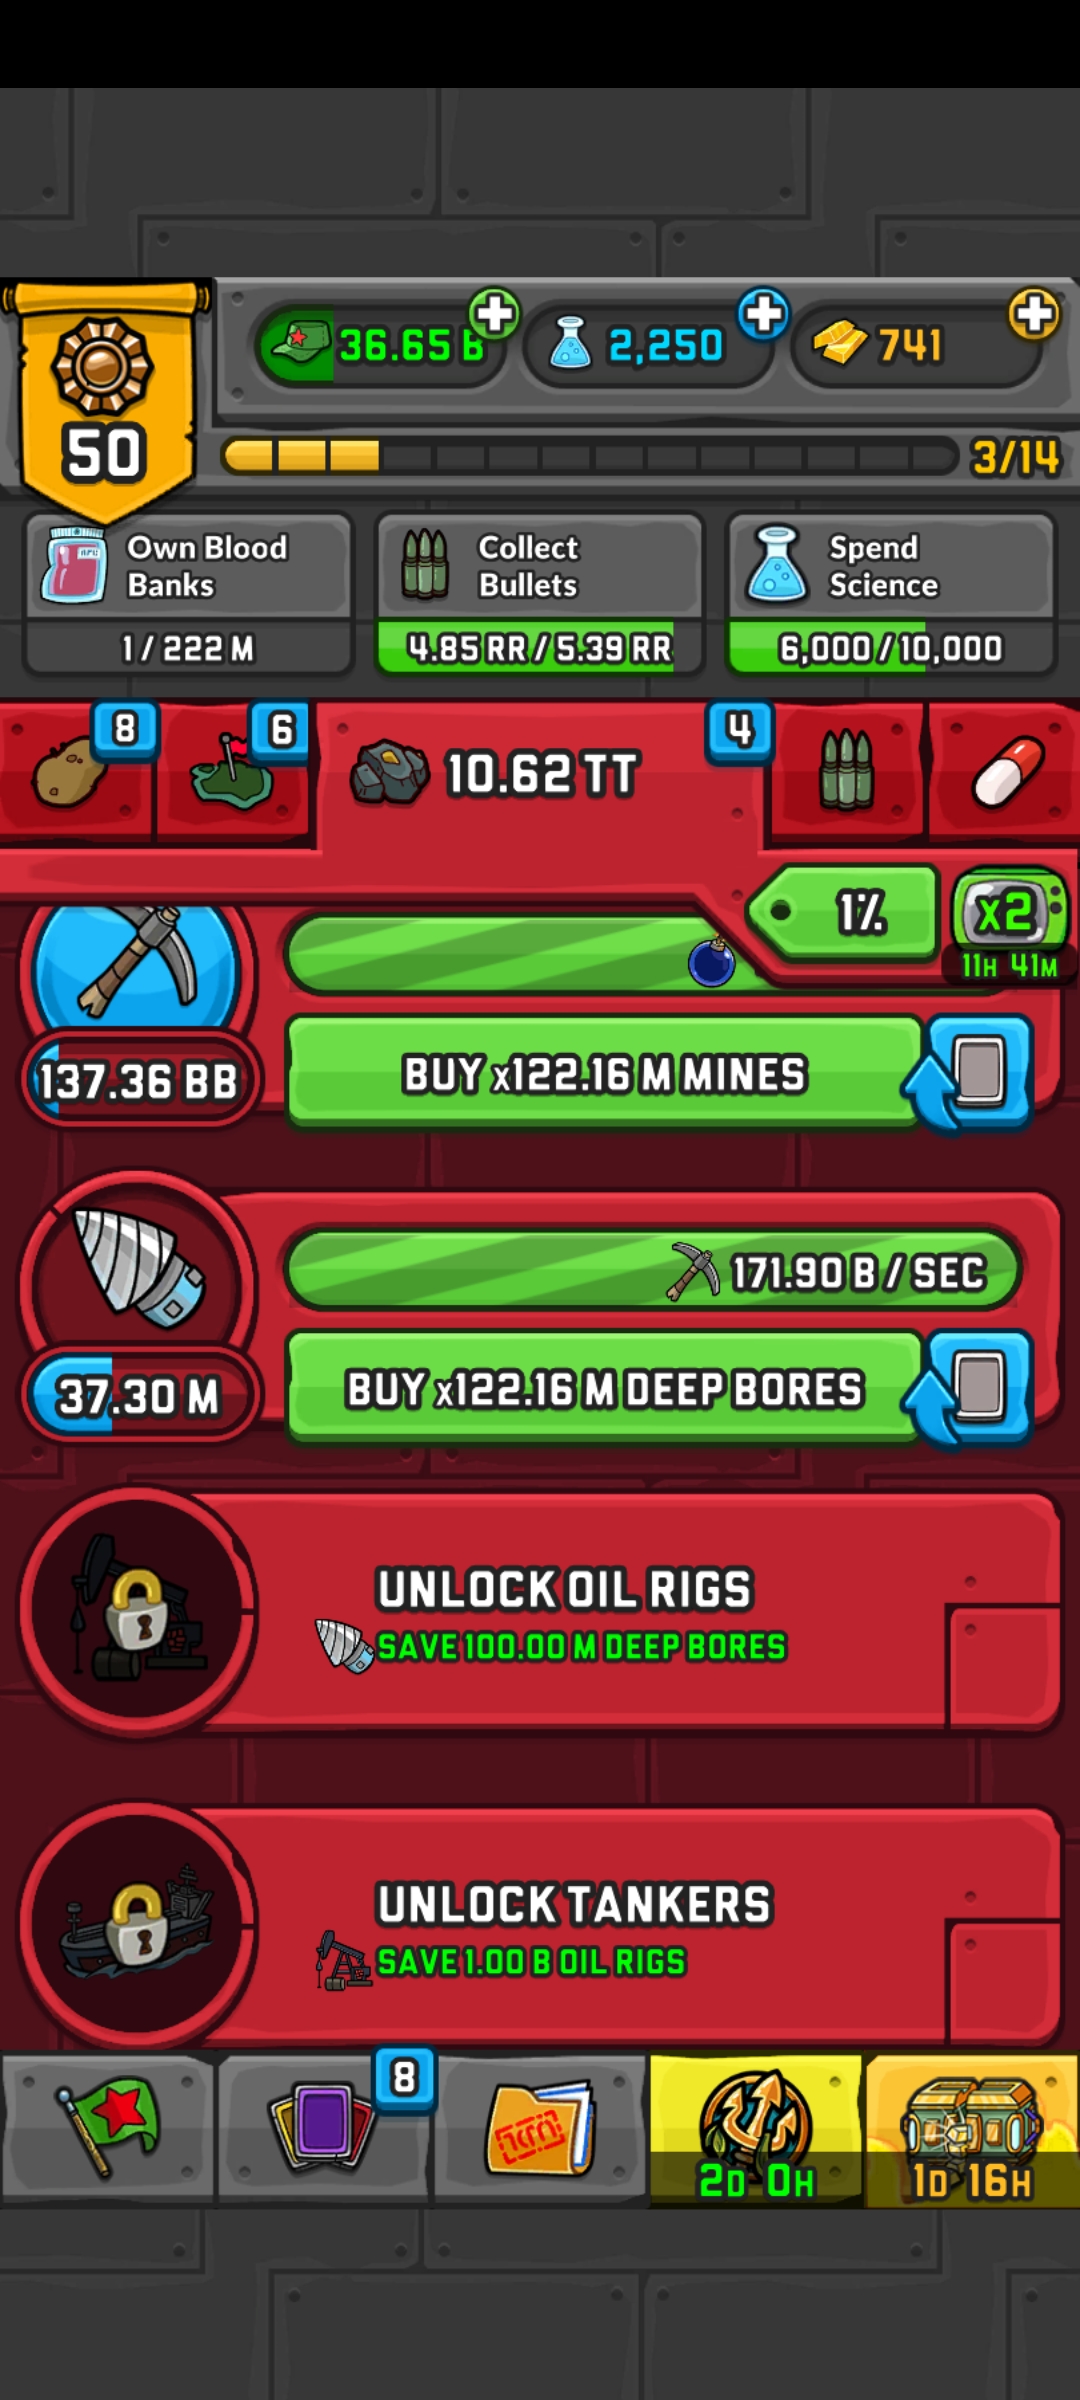 36.65 B
2,250
741
50
3/14
Own Blood
Banks
1 / 222 M
Collect
Bullets
4.85 RR / 5.39 RR
Spend
Science
6,000 / 10,000
8
6
10.62 TT
4
1%
x2
11H 41M
137.36 BB
BUY x122.16 M MINES
171.90 B / SEC
37.30 M
BUY x122.16 M DEEP BORES
UNLOCK OIL RIGS
SAVE 100.00 M DEEP BORES
UNLOCK TANKERS
SAVE 1.00 B OIL RIGS
8
2D 0H
1D 16H